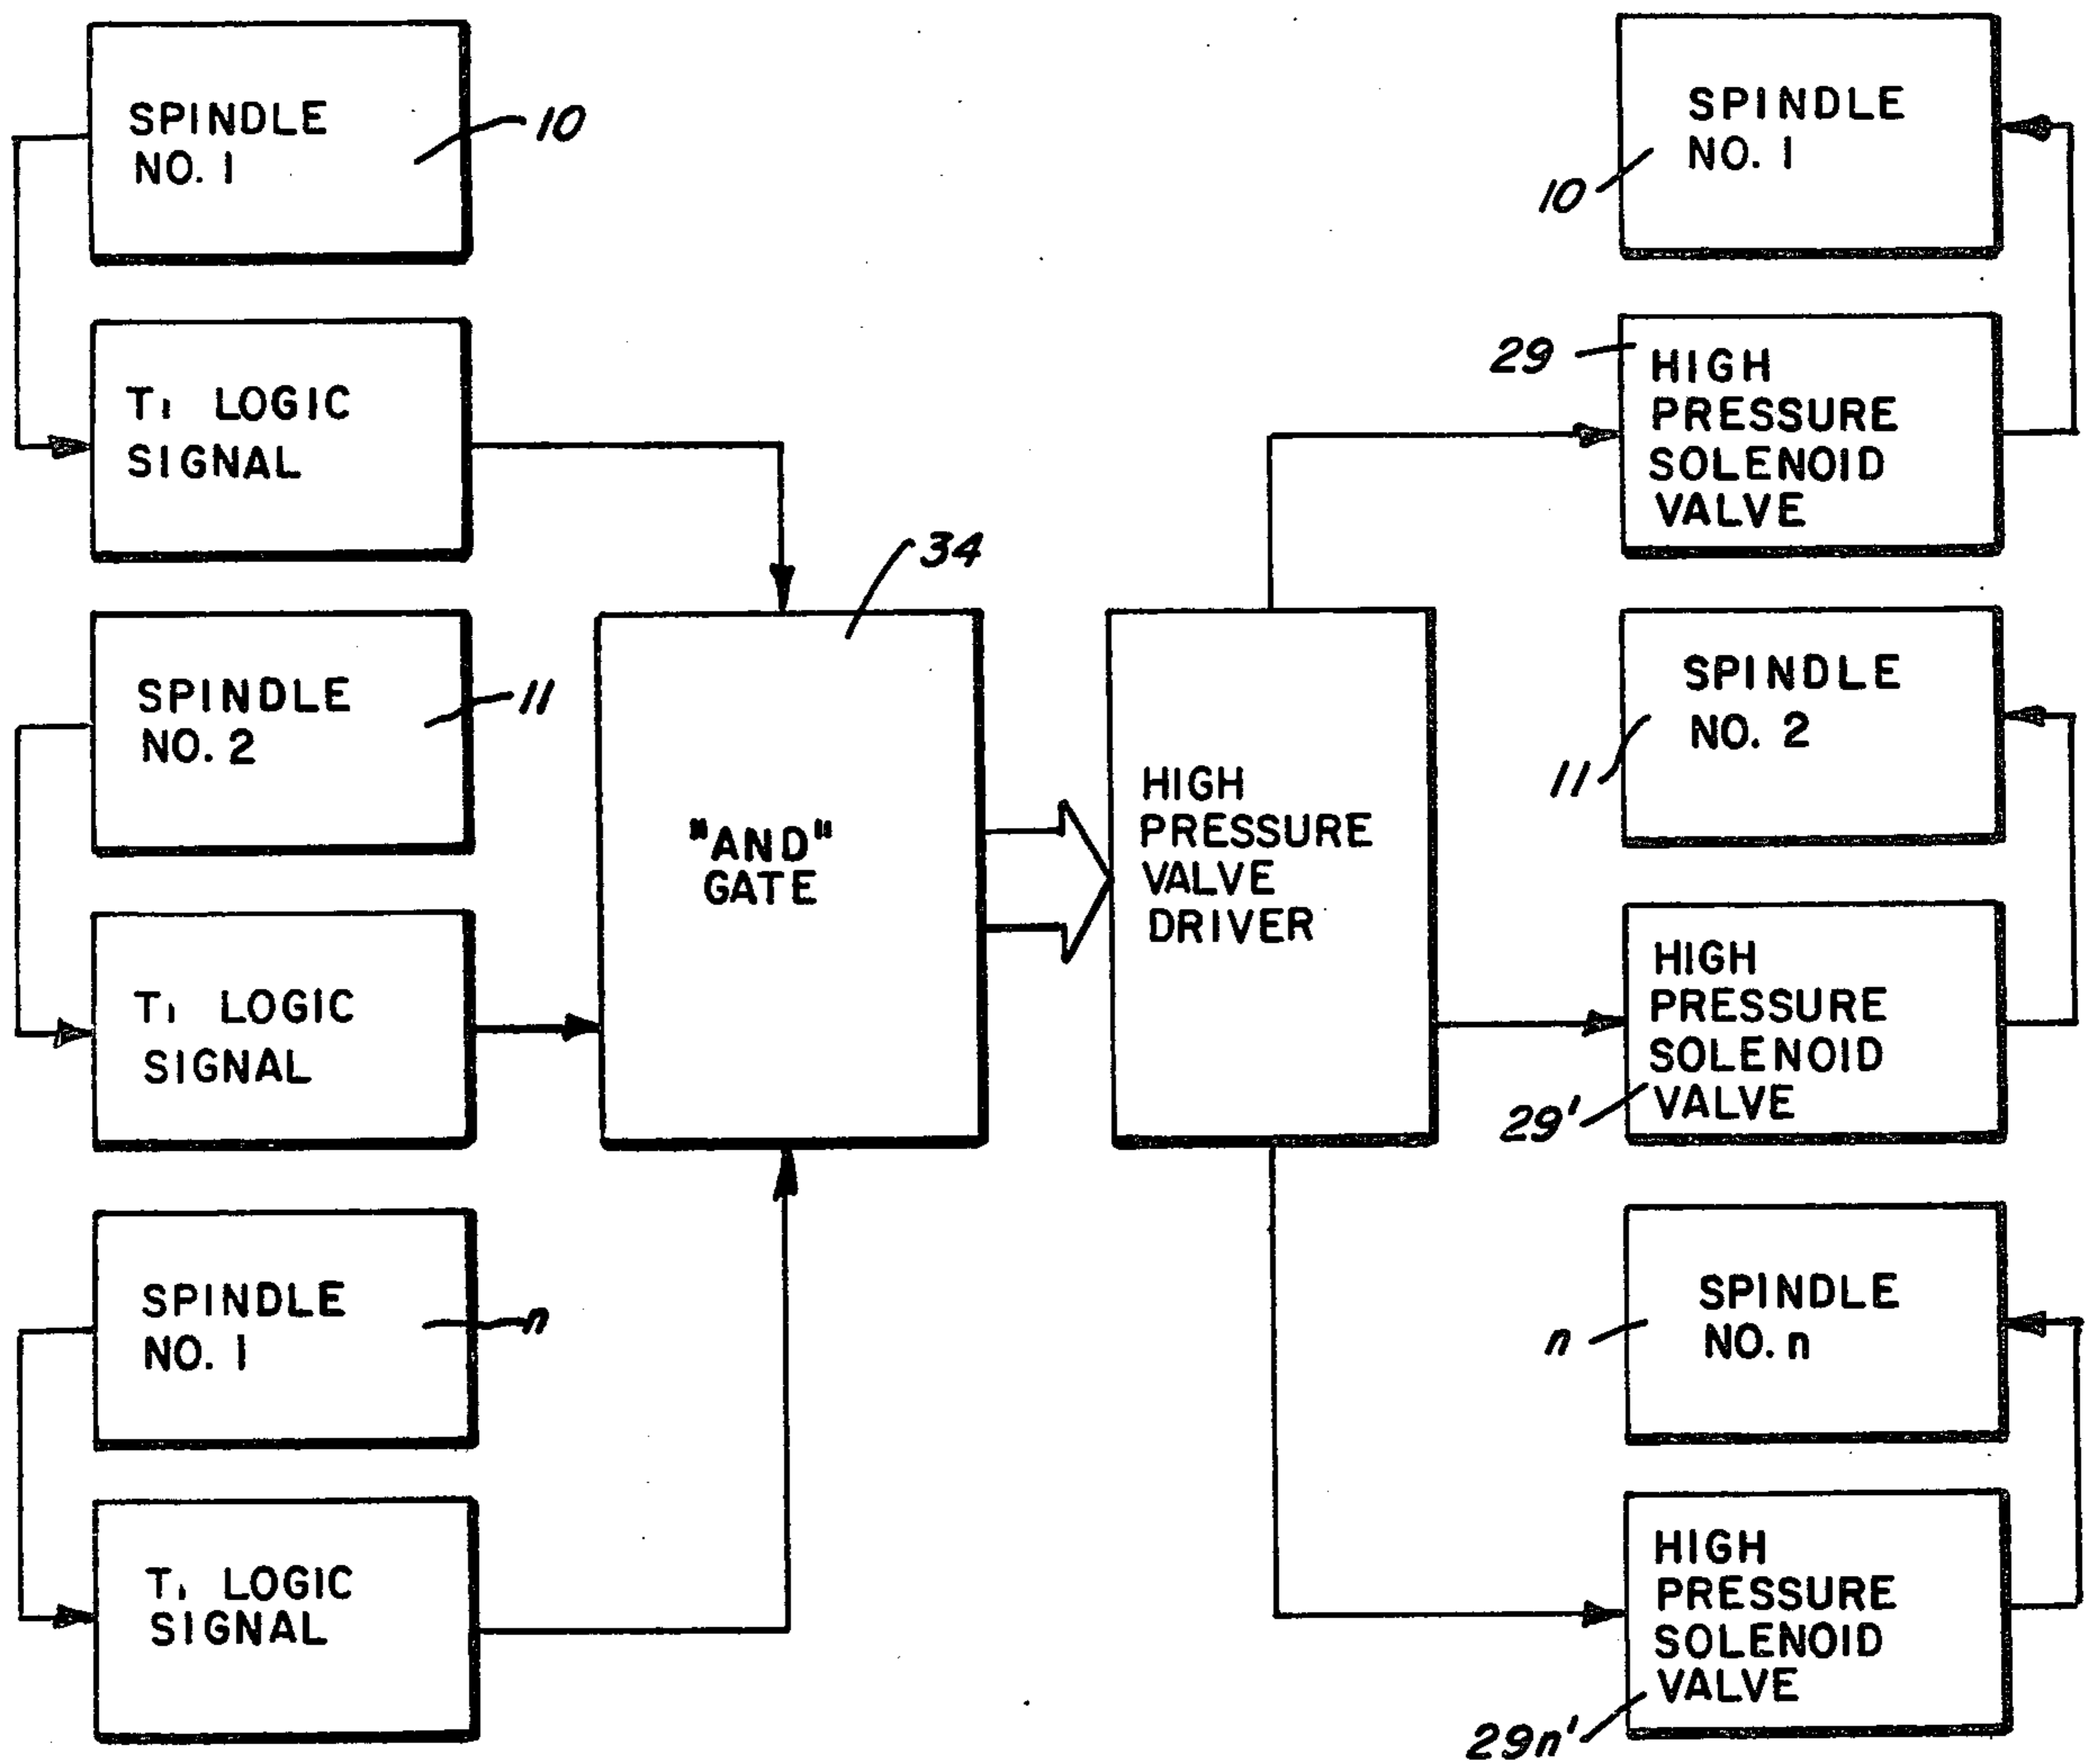 SPINDLE
NO. 1
10
T1 LOGIC
SIGNAL
SPINDLE
NO. 2
11
T1 LOGIC
SIGNAL
SPINDLE
NO. 1
n
T1 LOGIC
SIGNAL
34
"AND"
GATE
HIGH
PRESSURE
VALVE
DRIVER
SPINDLE
NO. 1
10
29
HIGH
PRESSURE
SOLENOID
VALVE
SPINDLE
NO. 2
11
HIGH
PRESSURE
SOLENOID
VALVE
29'
SPINDLE
NO. n
n
HIGH
PRESSURE
SOLENOID
VALVE
29n'